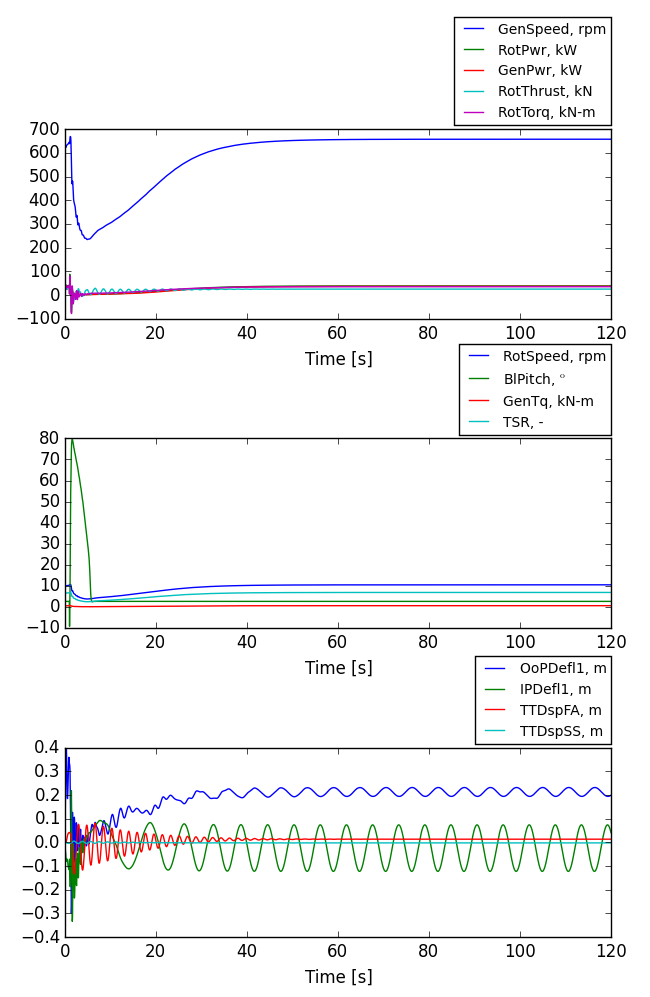 GenSpeed, rpm
RotPwr, kW
GenPwr, kW
RotThrust, kN
RotTorq, kN-m
700
600
500
400
300
200
100
0
−100
0 20 40 60 80 100 120
Time [s]
RotSpeed, rpm
BlPitch, °
GenTq, kN-m
TSR, -
80
70
60
50
40
30
20
10
0
−10
0 20 40 60 80 100 120
Time [s]
OoPDefl1, m
IPDefl1, m
TTDspFA, m
TTDspSS, m
0.4
0.3
0.2
0.1
0.0
−0.1
−0.2
−0.3
−0.4
0 20 40 60 80 100 120
Time [s]